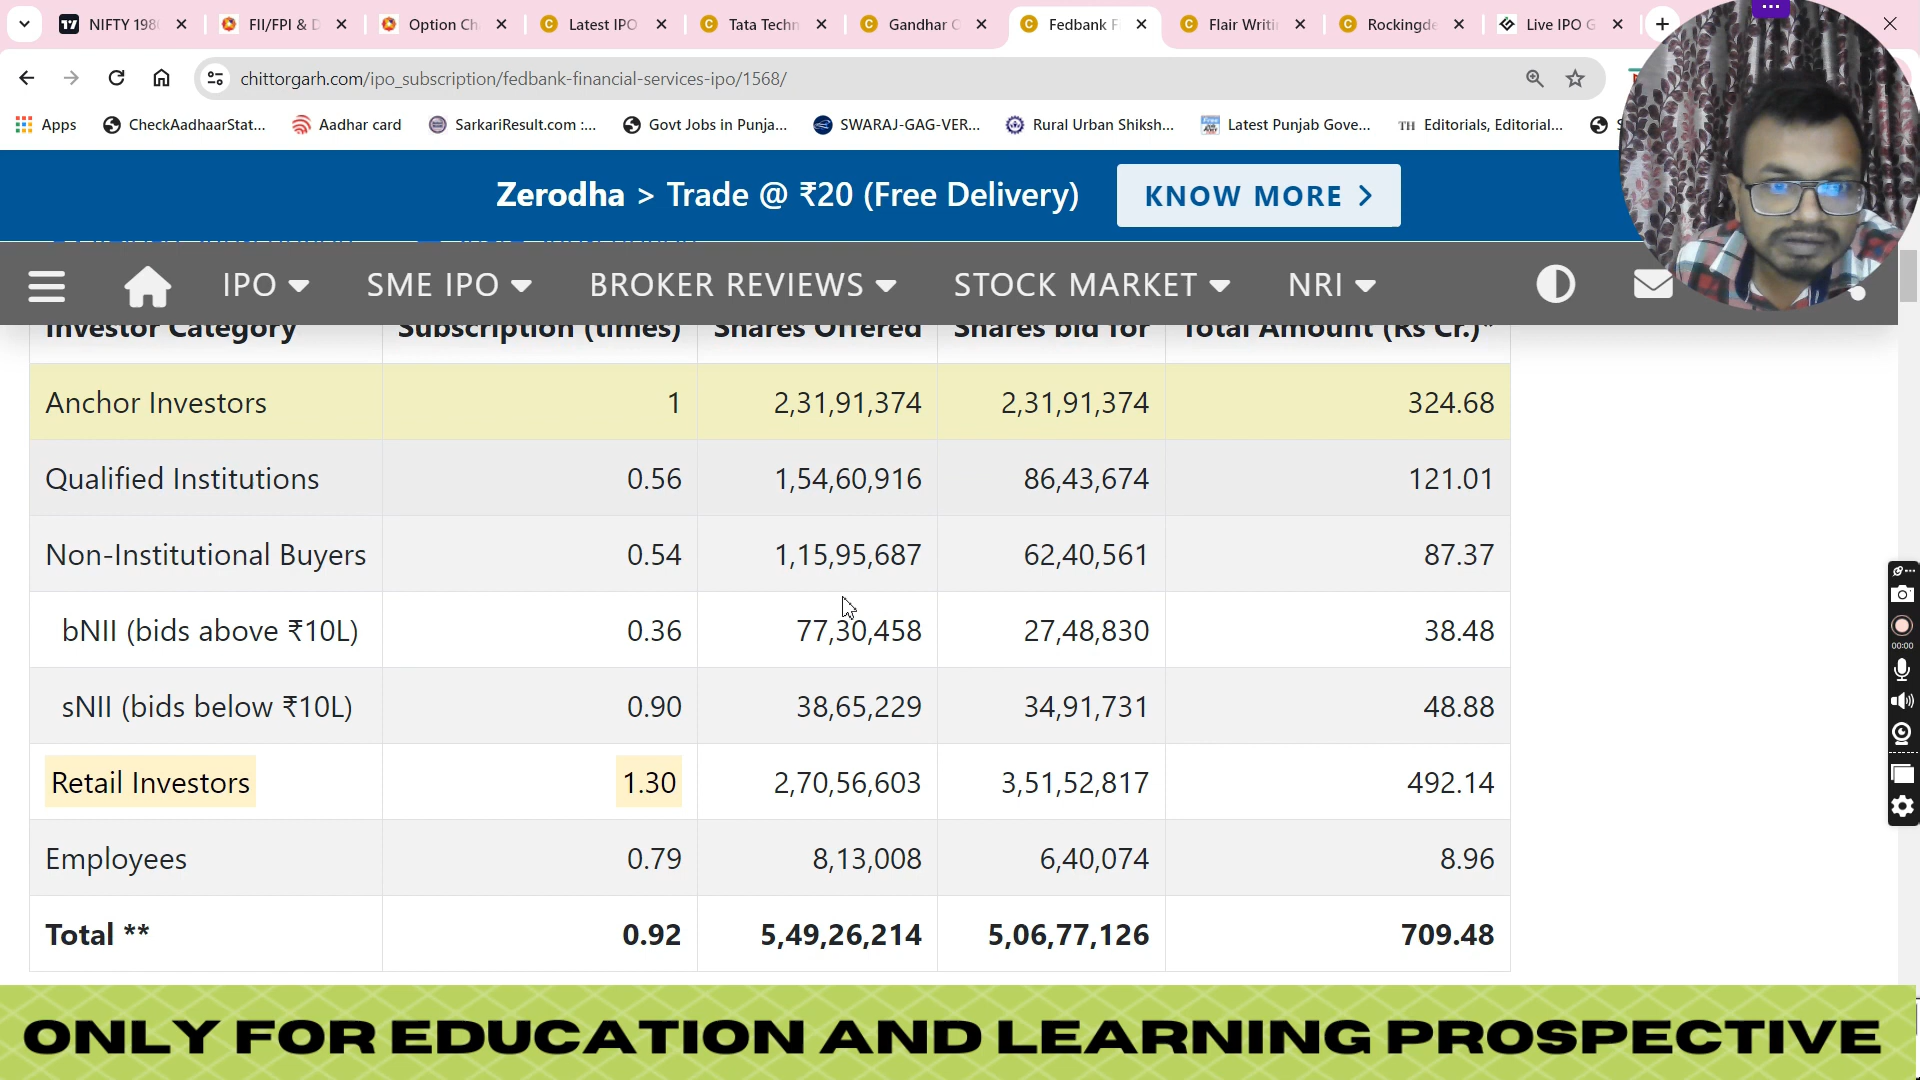 NIFTY 198
FII/FPI & D
Option Ch
Latest IPO
Tata Techn
Gandhar O
Fedbank F
Flair Writi
Rockingde
Live IPO G
chittorgarh.com/ipo_subscription/fedbank-financial-services-ipo/1568/
Apps
CheckAadhaarStat...
Aadhar card
SarkariResult.com :...
Govt Jobs in Punja...
SWARAJ-GAG-VER...
Rural Urban Shiksh...
Latest Punjab Gove...
TH Editorials, Editorial...
Zerodha > Trade @ ₹20 (Free Delivery)
KNOW MORE >
IPO
SME IPO
BROKER REVIEWS
STOCK MARKET
NRI
Investor Category Subscription (times) Shares Offered Shares bid for Total Amount (Rs Cr.)*
Anchor Investors 1 2,31,91,374 2,31,91,374 324.68
Qualified Institutions 0.56 1,54,60,916 86,43,674 121.01
Non-Institutional Buyers 0.54 1,15,95,687 62,40,561 87.37
bNII (bids above ₹10L) 0.36 77,30,458 27,48,830 38.48
sNII (bids below ₹10L) 0.90 38,65,229 34,91,731 48.88
Retail Investors 1.30 2,70,56,603 3,51,52,817 492.14
Employees 0.79 8,13,008 6,40,074 8.96
Total ** 0.92 5,49,26,214 5,06,77,126 709.48
00:00
ONLY FOR EDUCATION AND LEARNING PROSPECTIVE